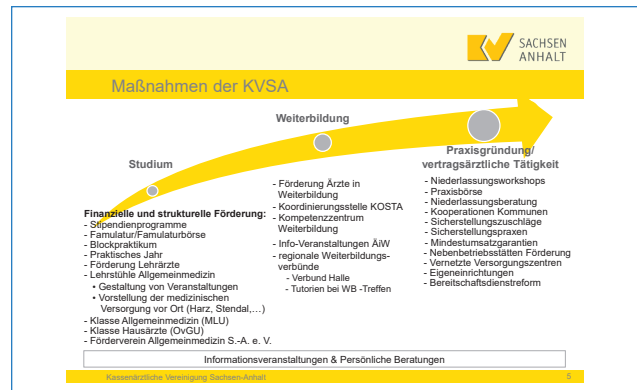 SACHSEN
ANHALT
Maßnahmen der KVSA
Studium
Weiterbildung
Praxisgründung/
vertragsärztliche Tätigkeit
Finanzielle und strukturelle Förderung:
- Stipendienprogramme
- Famulatur/Famulaturbörse
- Blockpraktikum
- Praktisches Jahr
- Förderung Lehrärzte
- Lehrstühle Allgemeinmedizin
• Gestaltung von Veranstaltungen
• Vorstellung der medizinischen
Versorgung vor Ort (Harz, Stendal,…)
- Klasse Allgemeinmedizin (MLU)
- Klasse Hausärzte (OvGU)
- Förderverein Allgemeinmedizin S.-A. e. V.
- Förderung Ärzte in
Weiterbildung
- Koordinierungsstelle KOSTA
- Kompetenzzentrum
Weiterbildung
- Info-Veranstaltungen ÄiW
- regionale Weiterbildungs-
verbünde
- Verbund Halle
- Tutorien bei WB -Treffen
- Niederlassungsworkshops
- Praxisbörse
- Niederlassungsberatung
- Kooperationen Kommunen
- Sicherstellungszuschläge
- Sicherstellungspraxen
- Mindestumsatzgarantien
- Nebenbetriebsstätten Förderung
- Vernetzte Versorgungszentren
- Eigeneinrichtungen
- Bereitschaftsdienstreform
Informationsveranstaltungen & Persönliche Beratungen
Kassenärztliche Vereinigung Sachsen-Anhalt
5